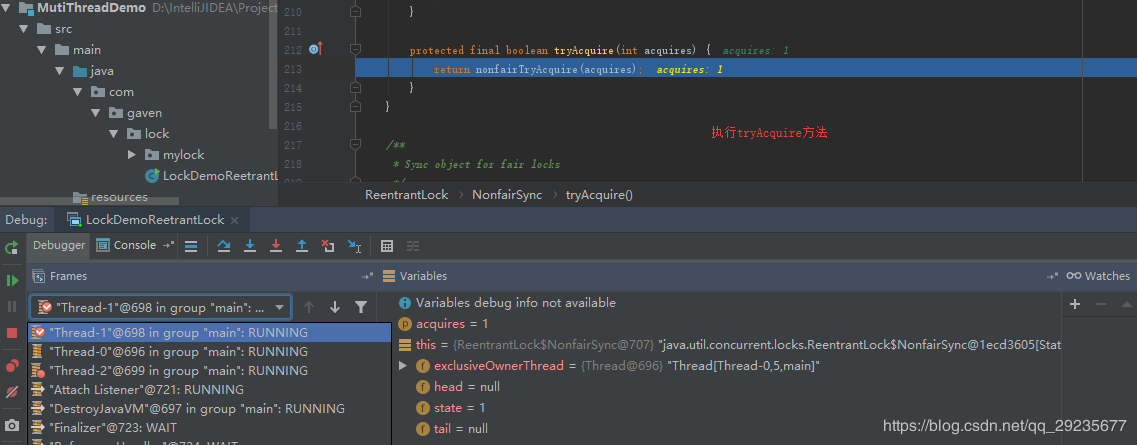 MutiThreadDemo D:\IntelliJIDEA\Project
src
main
java
com
gaven
lock
mylock
LockDemoReetrantL
resources
210 }
211
212 protected final boolean tryAcquire(int acquires) { acquires: 1
213 return nonfairTryAcquire(acquires); acquires: 1
214 }
215 }
216
执行tryAcquire方法
217 /**
218 * Sync object for fair locks
ReentrantLock > NonfairSync > tryAcquire()
Debug: LockDemoReetrantLock ×
Debugger Console
Frames
Variables
Watches
"Thread-1"@698 in group "main": ...
"Thread-1"@698 in group "main": RUNNING
"Thread-0"@696 in group "main": RUNNING
"Thread-2"@699 in group "main": RUNNING
"Attach Listener"@721: RUNNING
"DestroyJavaVM"@697 in group "main": RUNNING
"Finalizer"@723: WAIT
Variables debug info not available
acquires = 1
this = {ReentrantLock$NonfairSync@707} "java.util.concurrent.locks.ReentrantLock$NonfairSync@1ecd3605[Stat
exclusiveOwnerThread = {Thread@696} "Thread[Thread-0,5,main]"
head = null
state = 1
tail = null
https://blog.csdn.net/qq_29235677